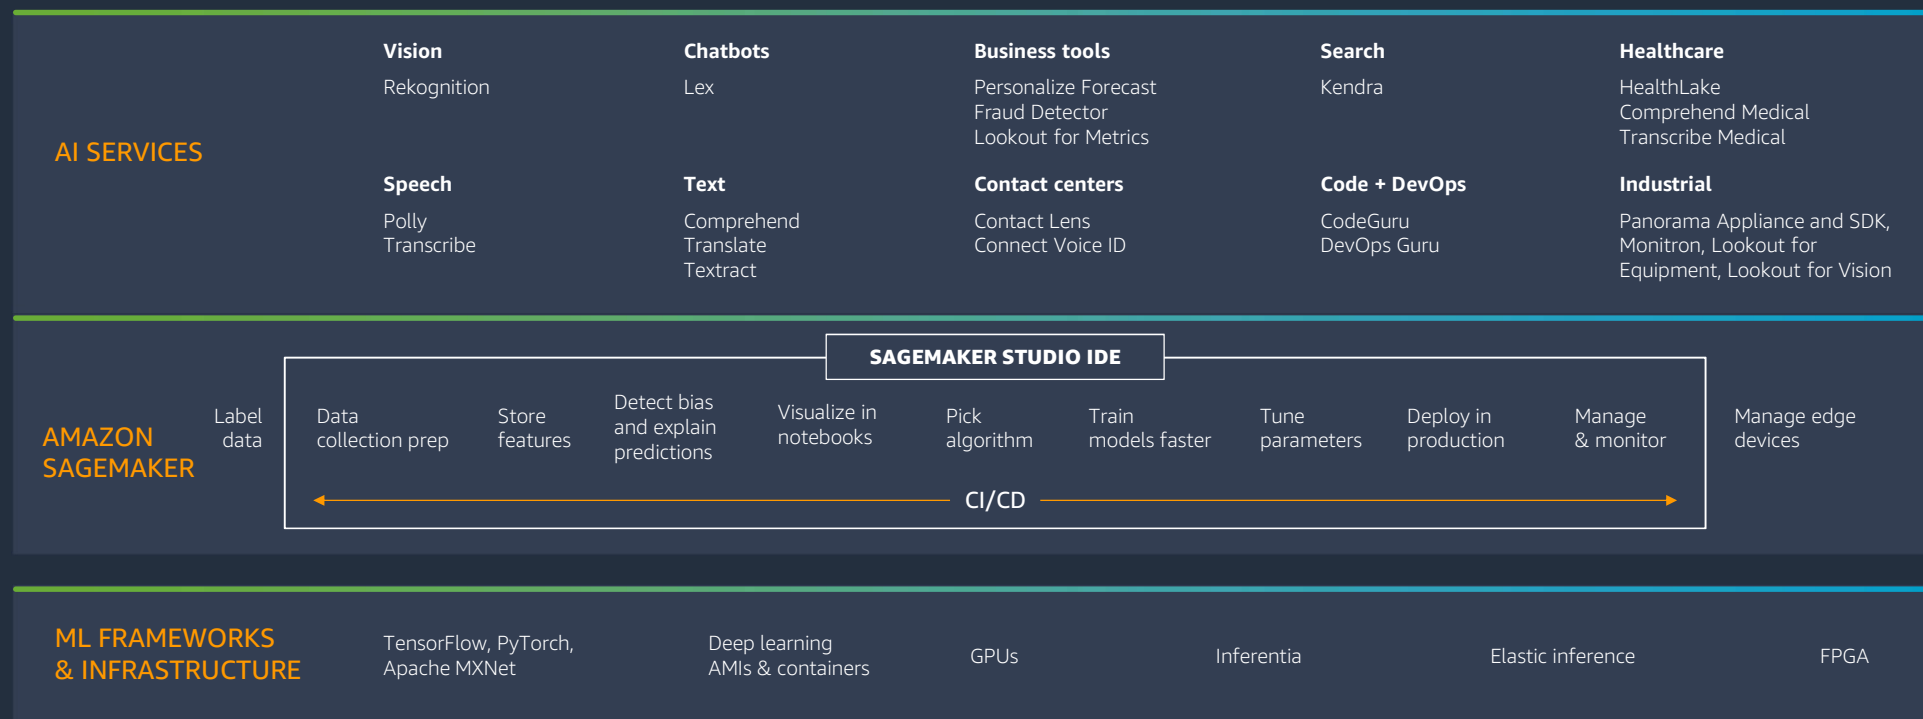 AI SERVICES
Vision
Rekognition
Chatbots
Lex
Business tools
Personalize Forecast
Fraud Detector
Lookout for Metrics
Search
Kendra
Healthcare
HealthLake
Comprehend Medical
Transcribe Medical
Speech
Polly
Transcribe
Text
Comprehend
Translate
Textract
Contact centers
Contact Lens
Connect Voice ID
Code + DevOps
CodeGuru
DevOps Guru
Industrial
Panorama Appliance and SDK,
Monitron, Lookout for
Equipment, Lookout for Vision
AMAZON
SAGEMAKER
SAGEMAKER STUDIO IDE
Label
data
Data
collection prep
Store
features
Detect bias
and explain
predictions
Visualize in
notebooks
Pick
algorithm
Train
models faster
Tune
parameters
Deploy in
production
Manage
& monitor
Manage edge
devices
CI/CD
ML FRAMEWORKS
& INFRASTRUCTURE
TensorFlow, PyTorch,
Apache MXNet
Deep learning
AMIs & containers
GPUs
Inferentia
Elastic inference
FPGA